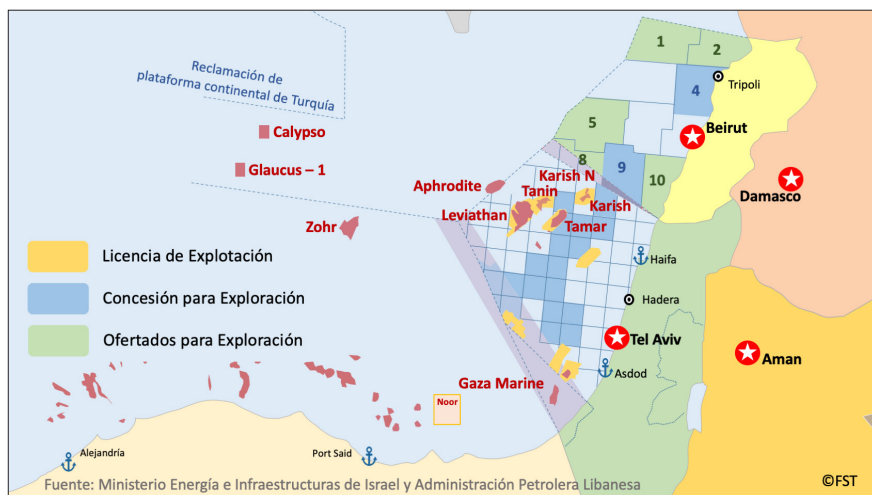 1
2
Reclamación de
plataforma continental de Turquía
4
Tripoli
Calypso
5
Beirut
Glaucus – 1
8
9
10
Karish N
Aphrodite
Tanin
Damasco
Leviathan
Karish
Zohr
Tamar
Licencia de Explotación
Haifa
Concesión para Exploración
Hadera
Ofertados para Exploración
Tel Aviv
Aman
Gaza Marine
Asdod
Noor
Alejandría
Port Said
Fuente: Ministerio Energía e Infraestructuras de Israel y Administración Petrolera Libanesa
©FST